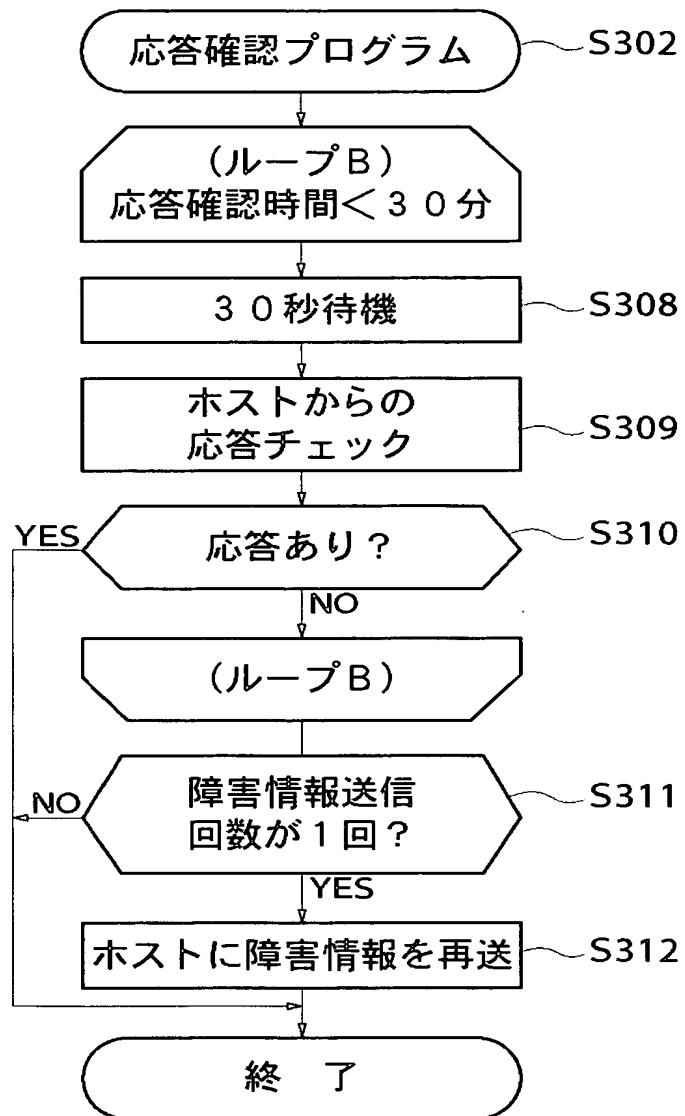 応答確認プログラム
S302
(ループB)
応答確認時間<30分
30秒待機
S308
ホストからの
応答チェック
S309
応答あり?
S310
YES
NO
(ループB)
障害情報送信
回数が1回?
S311
NO
YES
ホストに障害情報を再送
S312
終 了